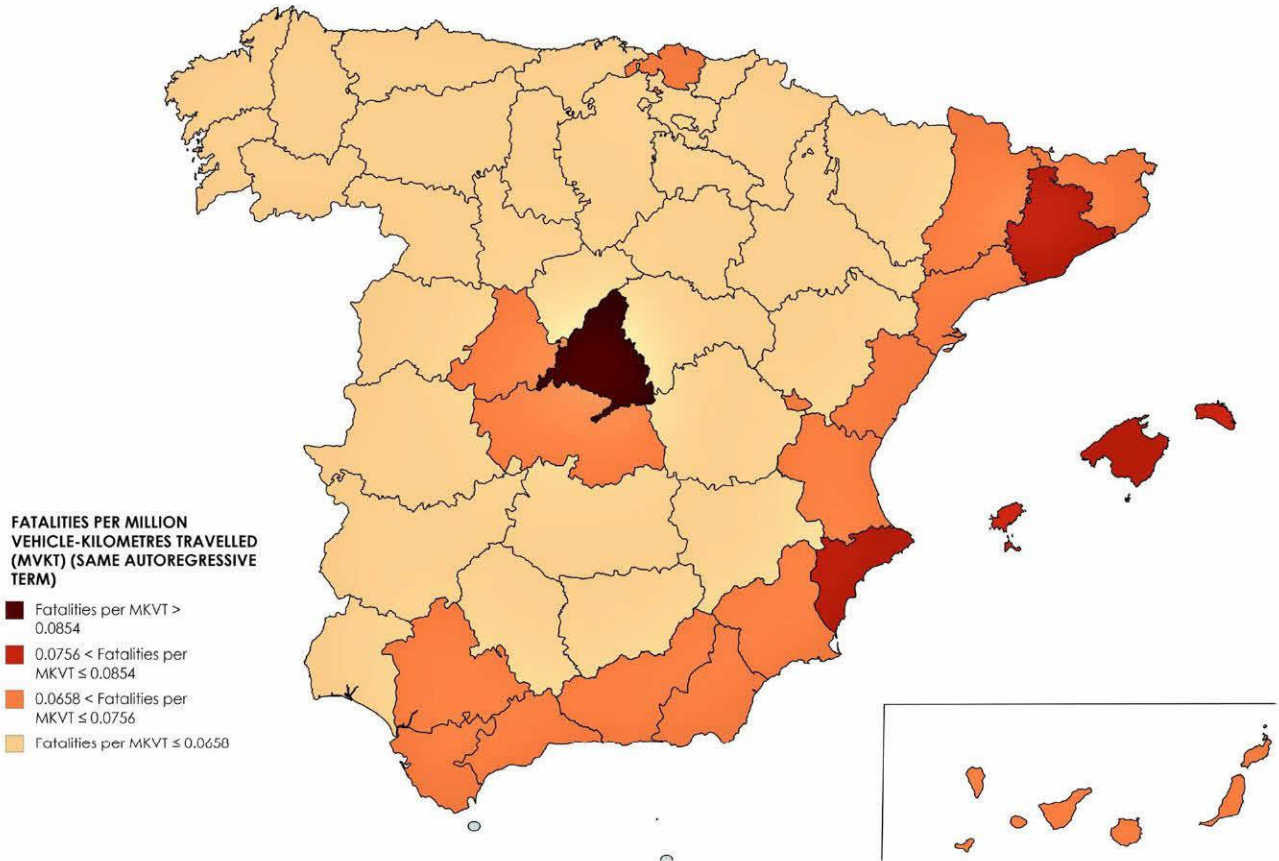 FATALITIES PER MILLION
VEHICLE-KILOMETRES TRAVELLED
(MVKT) (SAME AUTOREGRESSIVE
TERM)
Fatalities per MKVT >
0.0854
0.0756 < Fatalities per
MKVT ≤ 0.0854
0.0658 < Fatalities per
MKVT ≤ 0.0756
Fatalities per MKVT ≤ 0.0658